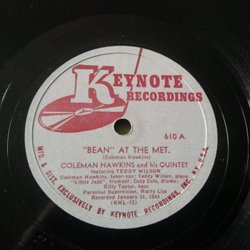 KEYNOTE
RECORDINGS
610 A
"BEAN" AT THE MET.
(Coleman Hawkins)
COLEMAN HAWKINS and his QUINTET
featuring TEDDY WILSON
Coleman Hawkins, tenor-sax; Teddy Wilson, piano
"Little Jazz", trumpet; Cozy Cole, drums;
Billy Taylor, bass
Personal Supervision, Harry Lim
Recorded January 31, 1944
(KHL-12)
MFG. & DIST. EXCLUSIVELY BY KEYNOTE RECORDINGS, INC., N.Y., U.S.A.